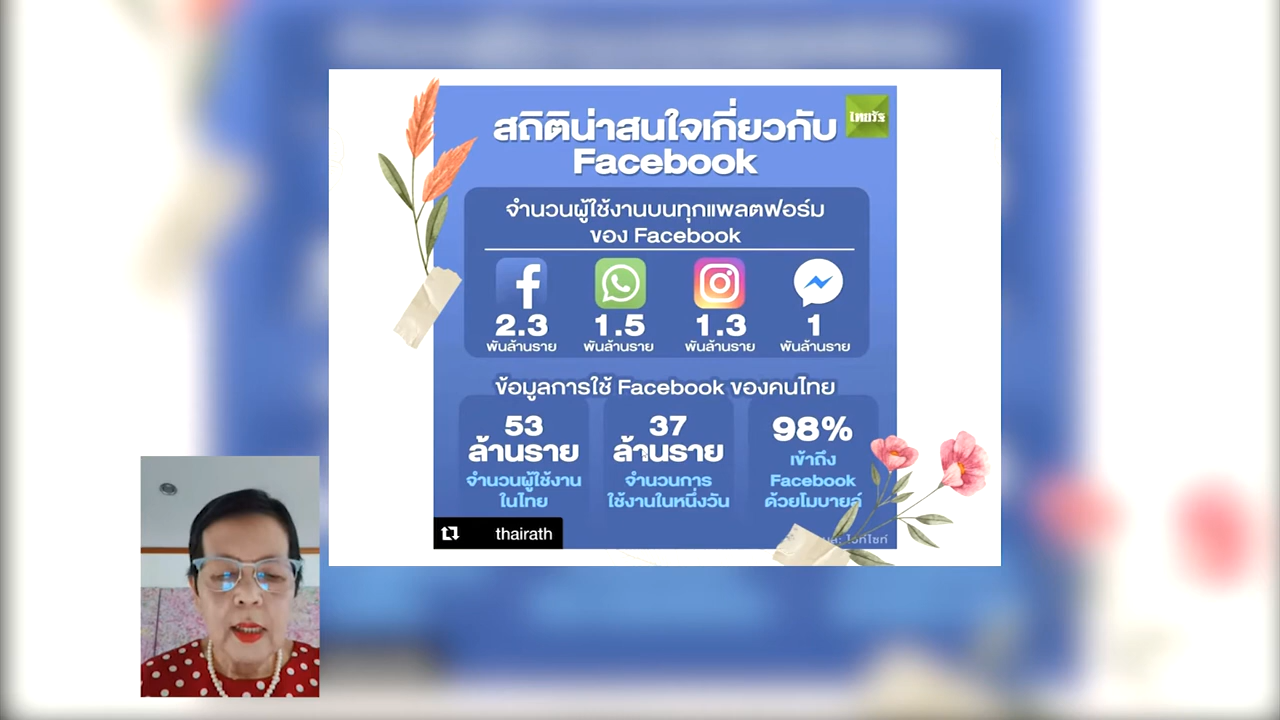 สถิติน่าสนใจเกี่ยวกับ
Facebook
ไทยรัฐ
จำนวนผู้ใช้งานบนทุกแพลตฟอร์ม
ของ Facebook
2.3 1.5 1.3 1
พันล้านราย พันล้านราย พันล้านราย พันล้านราย
ข้อมูลการใช้ Facebook ของคนไทย
53
ล้านราย
จำนวนผู้ใช้งาน
ในไทย
37
ล้านราย
จำนวนการ
ใช้งานในหนึ่งวัน
98%
เข้าถึง
Facebook
ด้วยโมบายล์
thairath
ไวท์ไซท์